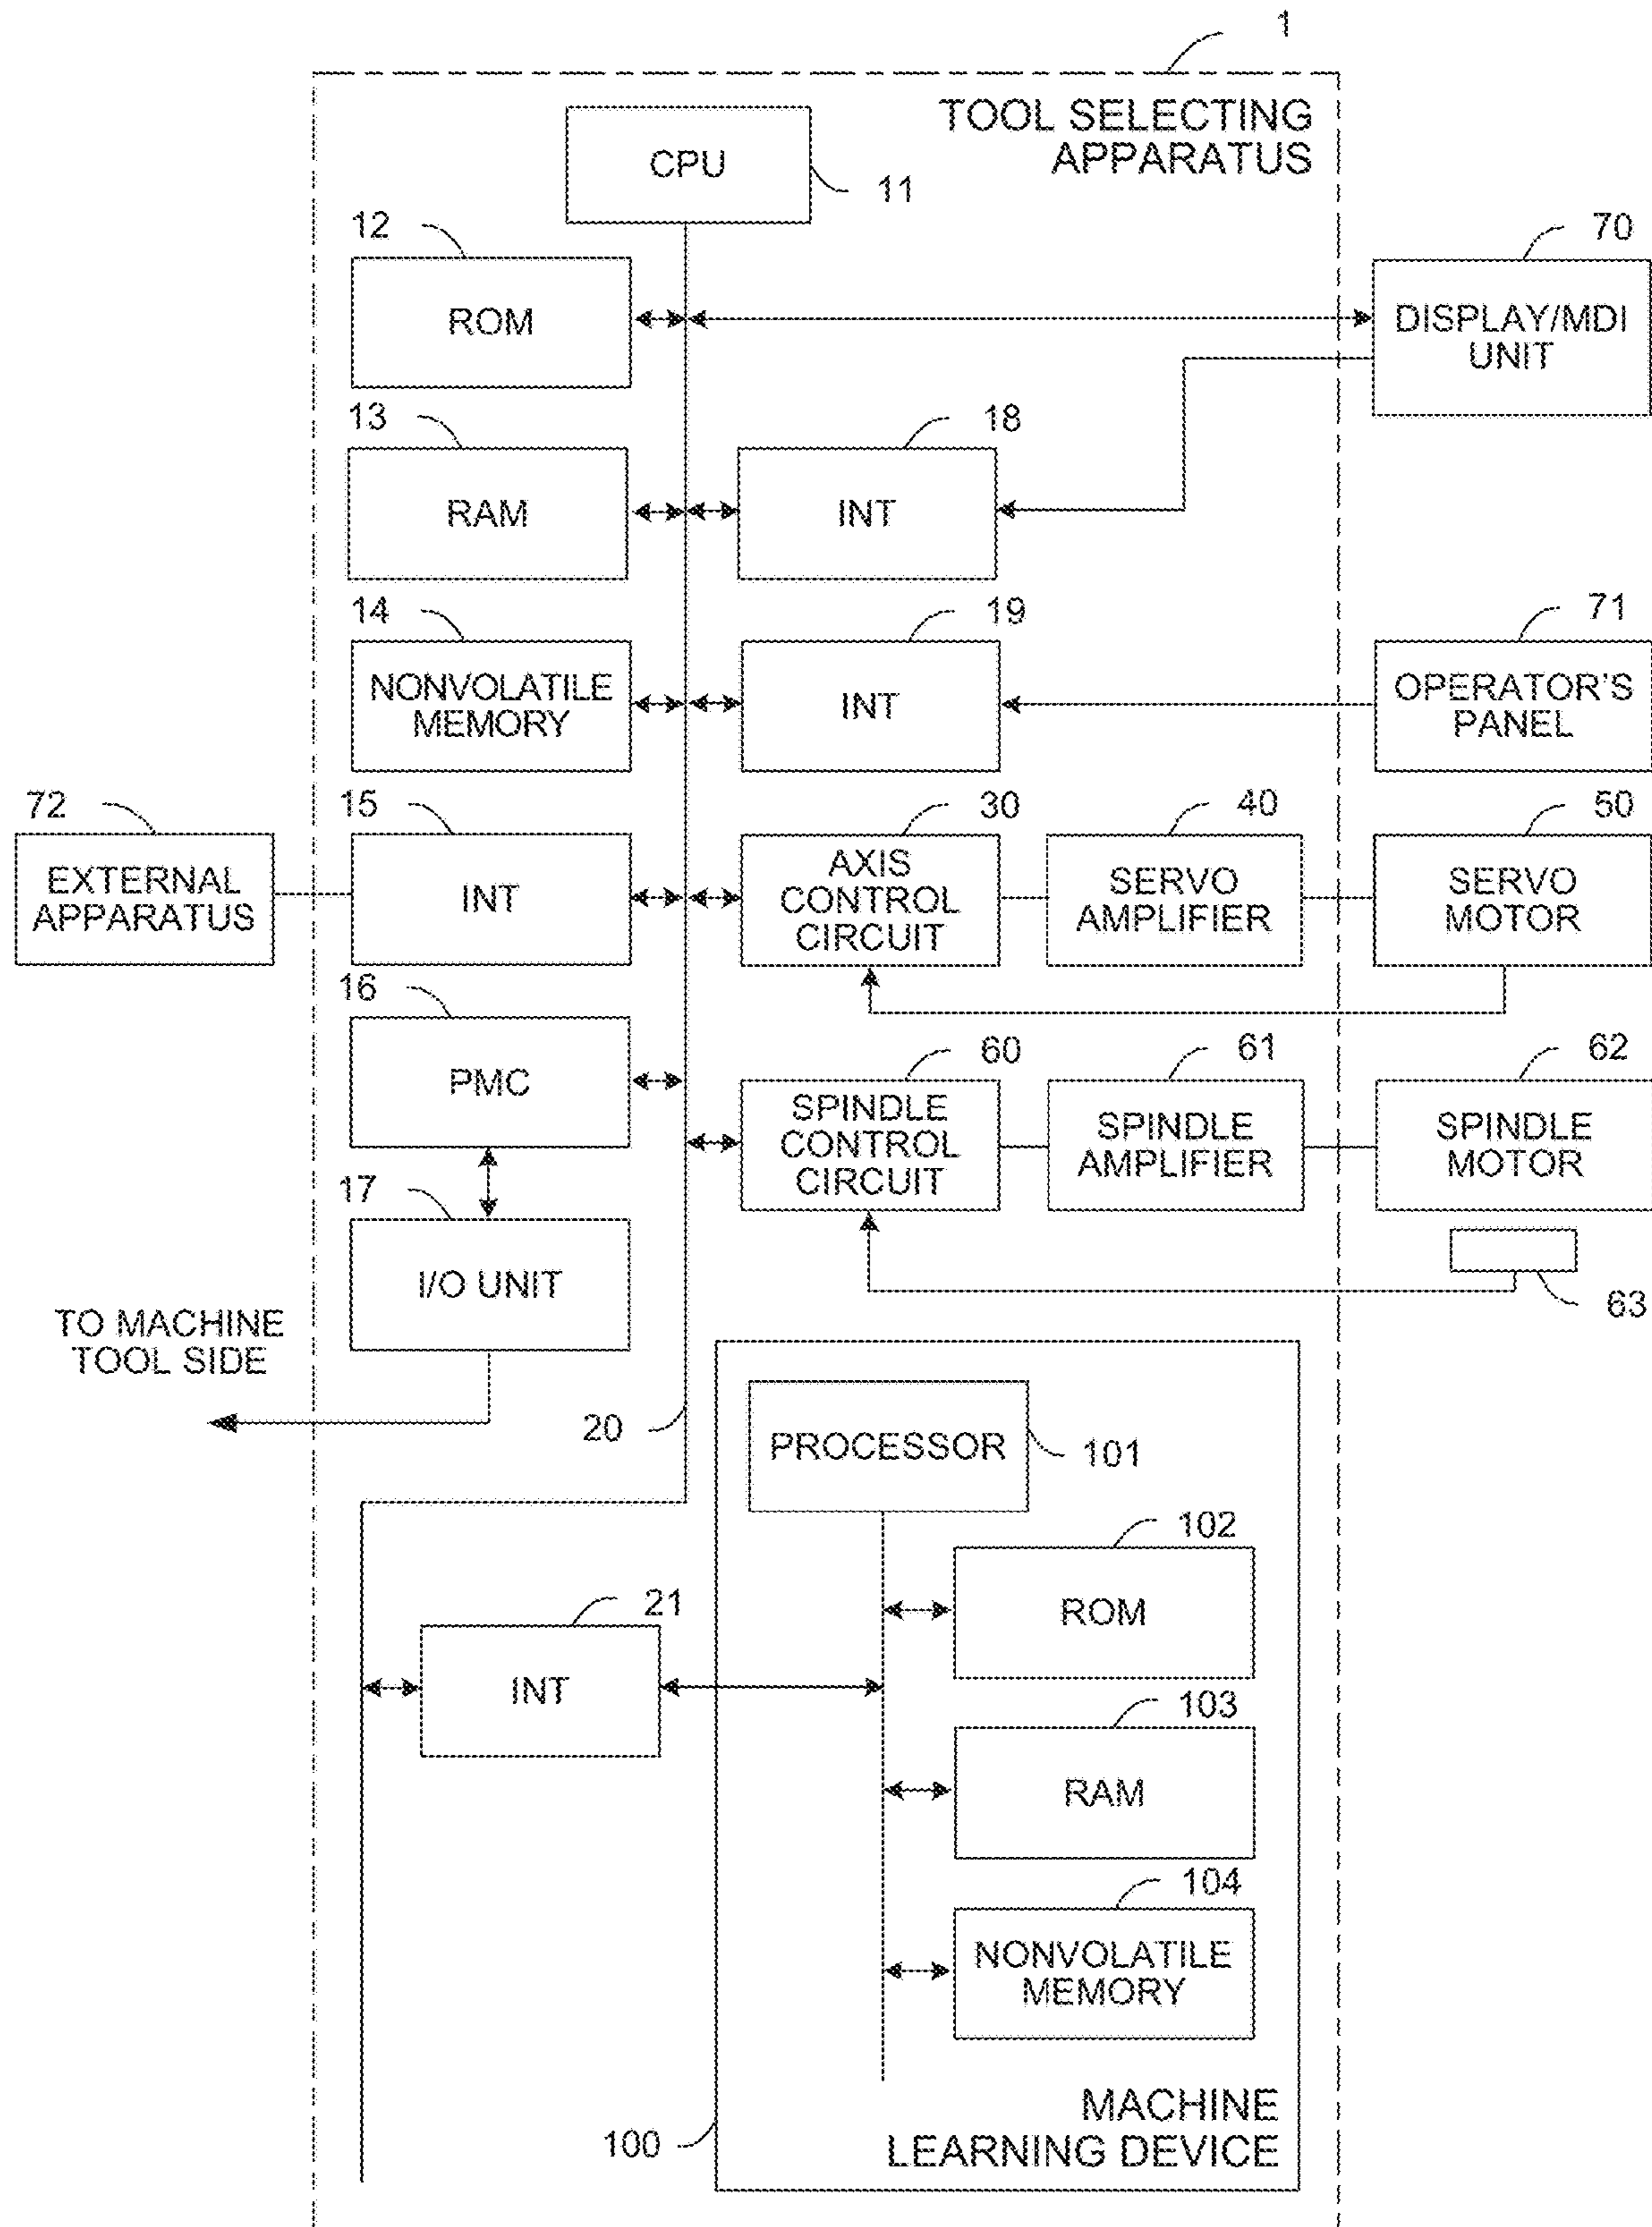 1
TOOL SELECTING
APPARATUS
CPU
11
12
ROM
70
DISPLAY/MDI
UNIT
13
RAM
18
INT
14
NONVOLATILE
MEMORY
19
INT
71
OPERATOR'S
PANEL
72
EXTERNAL
APPARATUS
15
INT
30
AXIS
CONTROL
CIRCUIT
40
SERVO
AMPLIFIER
50
SERVO
MOTOR
16
PMC
60
SPINDLE
CONTROL
CIRCUIT
61
SPINDLE
AMPLIFIER
62
SPINDLE
MOTOR
17
I/O UNIT
63
TO MACHINE
TOOL SIDE
20
PROCESSOR
101
102
ROM
21
INT
103
RAM
104
NONVOLATILE
MEMORY
100
MACHINE
LEARNING DEVICE